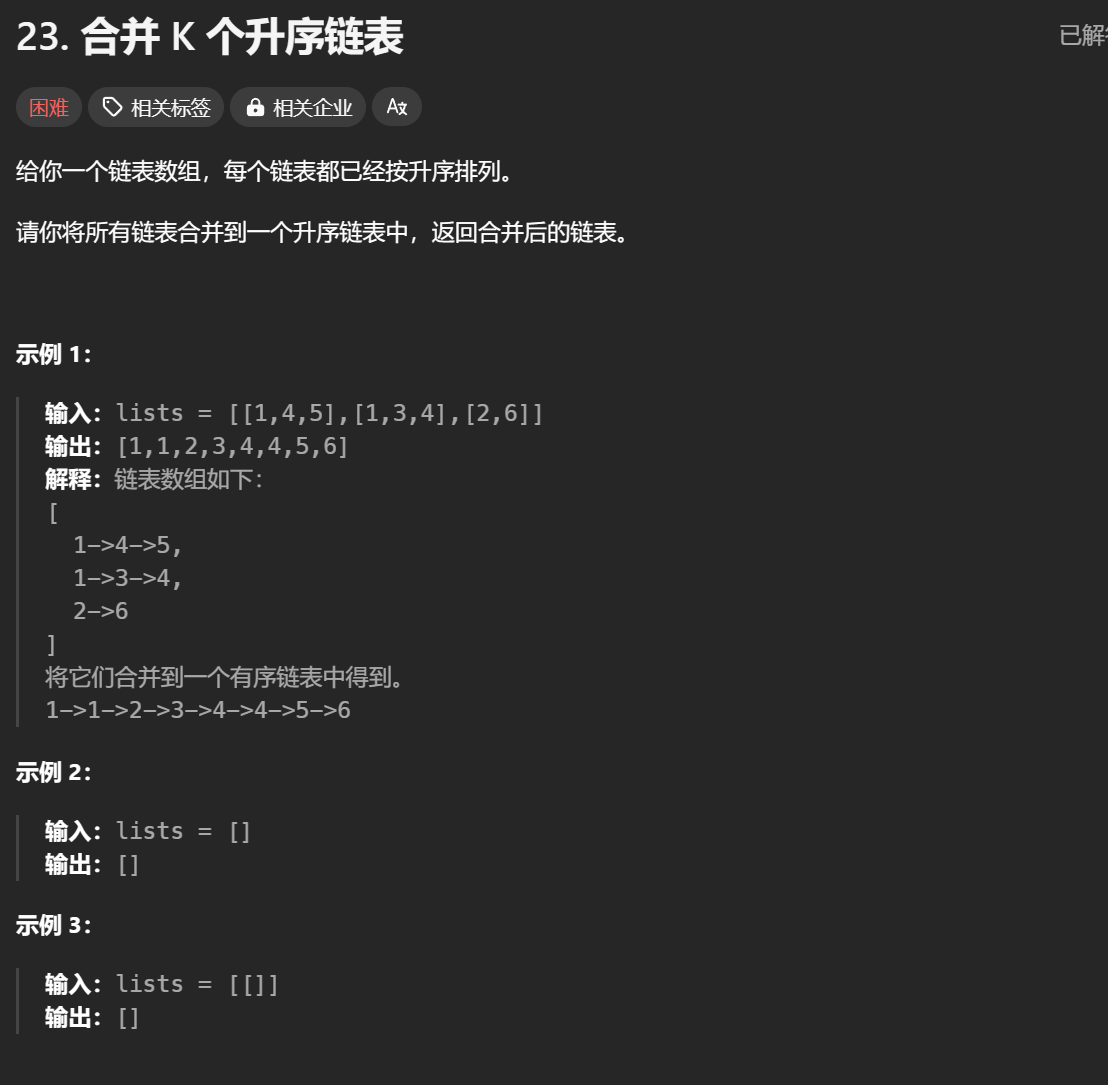 23. 合并 K 个升序链表
已解
困难 相关标签 相关企业
给你一个链表数组，每个链表都已经按升序排列。
请你将所有链表合并到一个升序链表中，返回合并后的链表。
示例 1：
输入：lists = [[1,4,5],[1,3,4],[2,6]]
输出：[1,1,2,3,4,4,5,6]
解释：链表数组如下：
[
  1->4->5,
  1->3->4,
  2->6
]
将它们合并到一个有序链表中得到。
1->1->2->3->4->4->5->6
示例 2：
输入：lists = []
输出：[]
示例 3：
输入：lists = [[]]
输出：[]